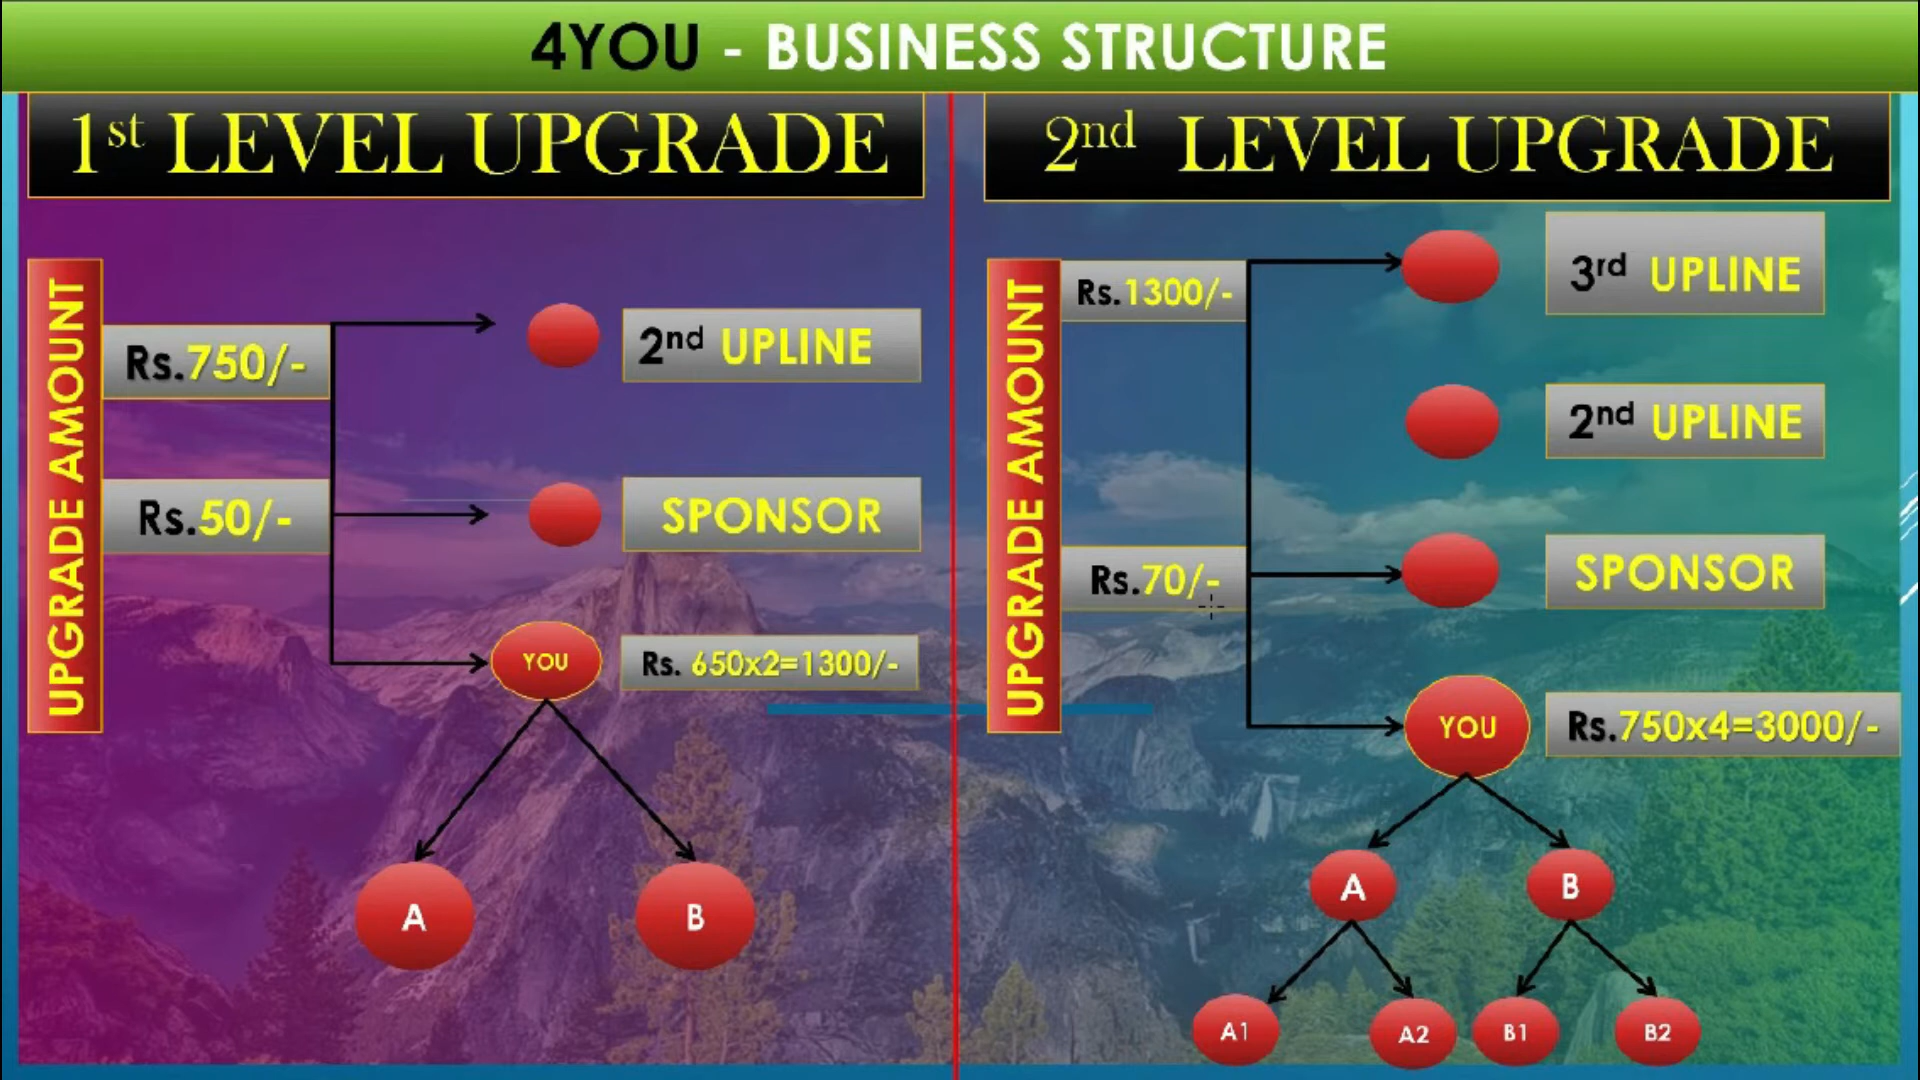 4YOU - BUSINESS STRUCTURE
1st LEVEL UPGRADE
UPGRADE AMOUNT
Rs.750/-
2nd UPLINE
Rs.50/-
SPONSOR
YOU
Rs. 650x2=1300/-
A
B
2nd LEVEL UPGRADE
UPGRADE AMOUNT
Rs.1300/-
3rd UPLINE
2nd UPLINE
Rs.70/-
SPONSOR
YOU
Rs.750x4=3000/-
A
B
A1
A2
B1
B2